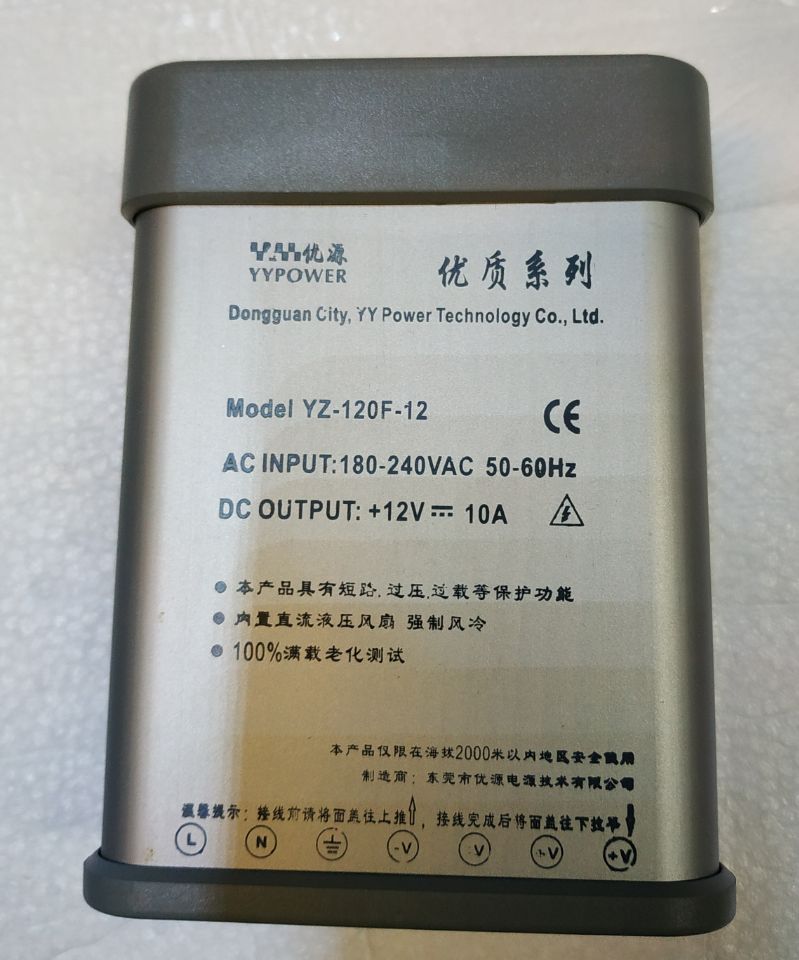 YAY优源
YYPOWER
优质系列
Dongguan City, YY Power Technology Co., Ltd.
Model YZ-120F-12
CE
AC INPUT:180-240VAC 50-60Hz
DC OUTPUT: +12V⎓10A
● 本产品具有短路.过压.过载等保护功能
● 内置直流液压风扇 强制风冷
● 100%满载老化测试
本产品仅限在海拔2000米以内地区安全使用
制造商：东莞市优源电源技术有限公司
温馨提示：接线前请将面盖往上推⇧，接线完成后将面盖往下拉⬇
L N ⏚ -V -V +V +V